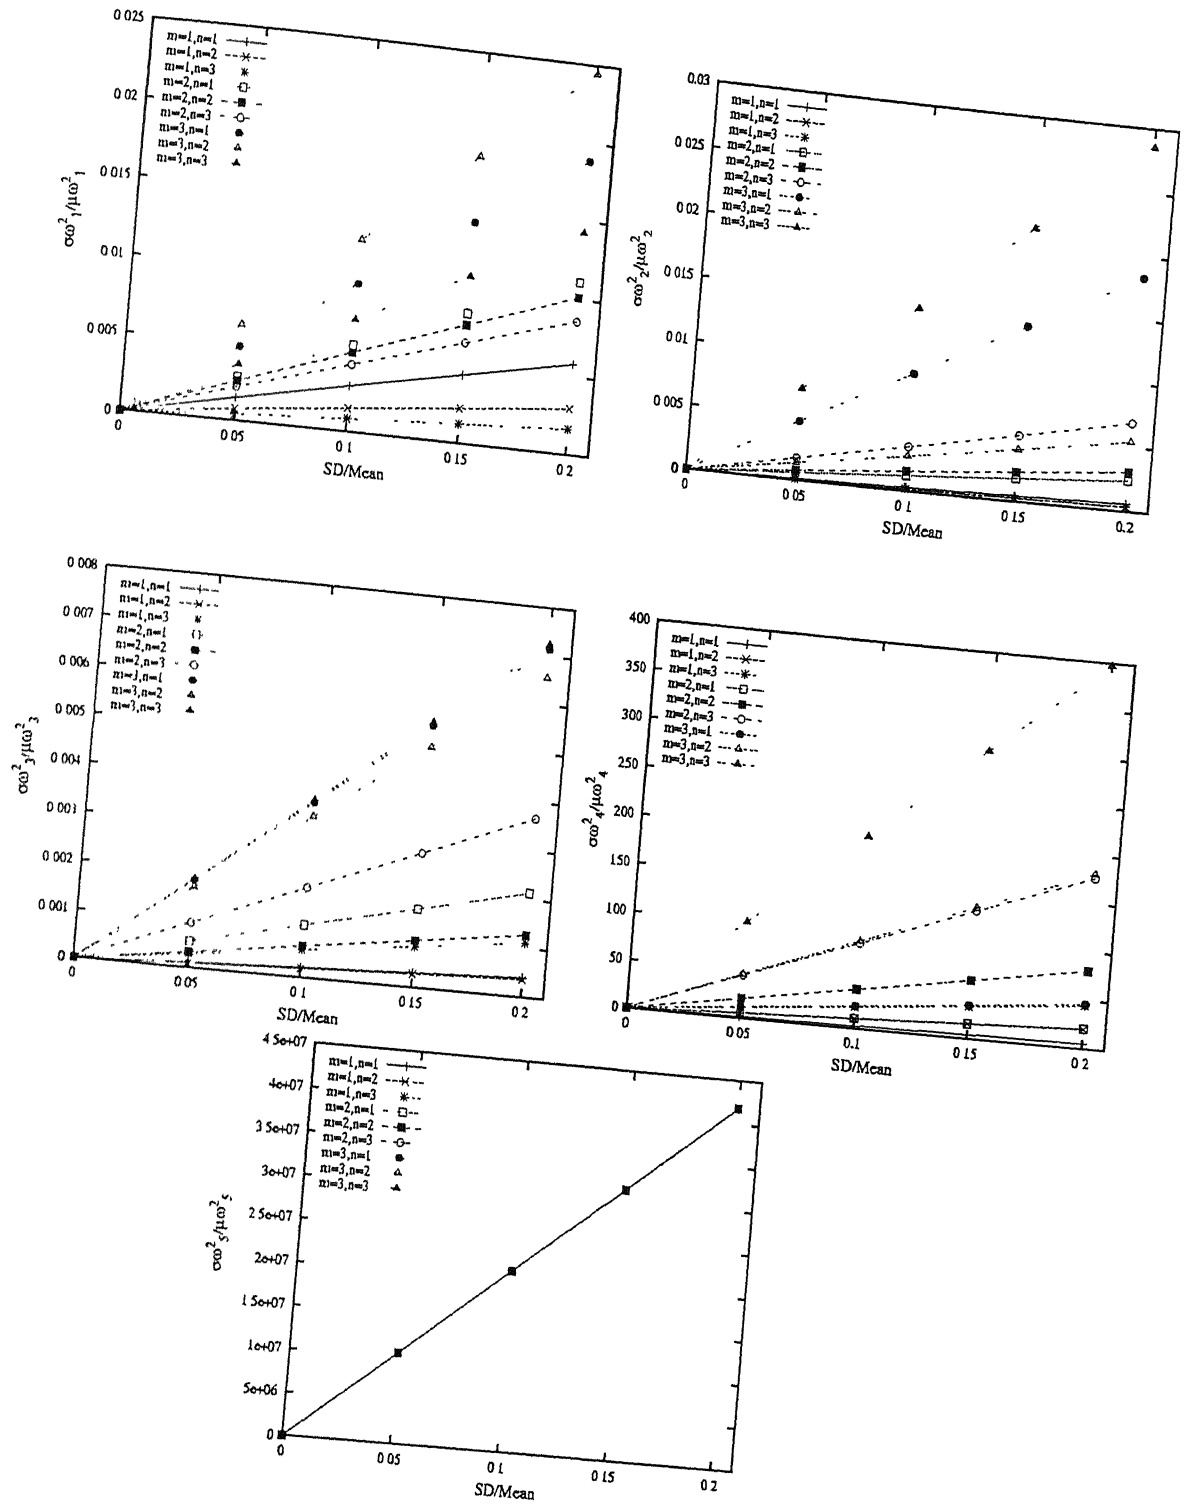 0.025
0.02
0.015
0 01
0 005
0
m=1,n=1
m=1,n=2
m=1,n=3
m=2,n=1
m=2,n=2
m=2,n=3
m=3,n=1
m=3,n=2
m=3,n=3
σω²₁/μω²₁
0 0 05 0 1 0 15 0 2
SD/Mean
0.03
0.025
0 02
0 015
0 01
0 005
0
m=1,n=1
m=1,n=2
m=1,n=3
m=2,n=1
m=2,n=2
m=2,n=3
m=3,n=1
m=3,n=2
m=3,n=3
σω²₂/μω²₂
0 0 05 0 1 0 15 0.2
SD/Mean
0 008
0 007
0 006
0 005
0 004
0 003
0 002
0 001
0
m=1,n=1
m=1,n=2
m=1,n=3
m=2,n=1
m=2,n=2
m=2,n=3
m=3,n=1
m=3,n=2
m=3,n=3
σω²₃/μω²₃
0 0 05 0 1 0 15 0 2
SD/Mean
400
350
300
250
200
150
100
50
0
m=1,n=1
m=1,n=2
m=1,n=3
m=2,n=1
m=2,n=2
m=2,n=3
m=3,n=1
m=3,n=2
m=3,n=3
σω²₄/μω²₄
0 0.05 0.1 0.15 0 2
SD/Mean
4 5e+07
4e+07
3 5e+07
3e+07
2 5e+07
2e+07
1 5e+07
1e+07
5e+06
0
m=1,n=1
m=1,n=2
m=1,n=3
m=2,n=1
m=2,n=2
m=2,n=3
m=3,n=1
m=3,n=2
m=3,n=3
σω²₅/μω²₅
0 0 05 0 1 0 15 0 2
SD/Mean